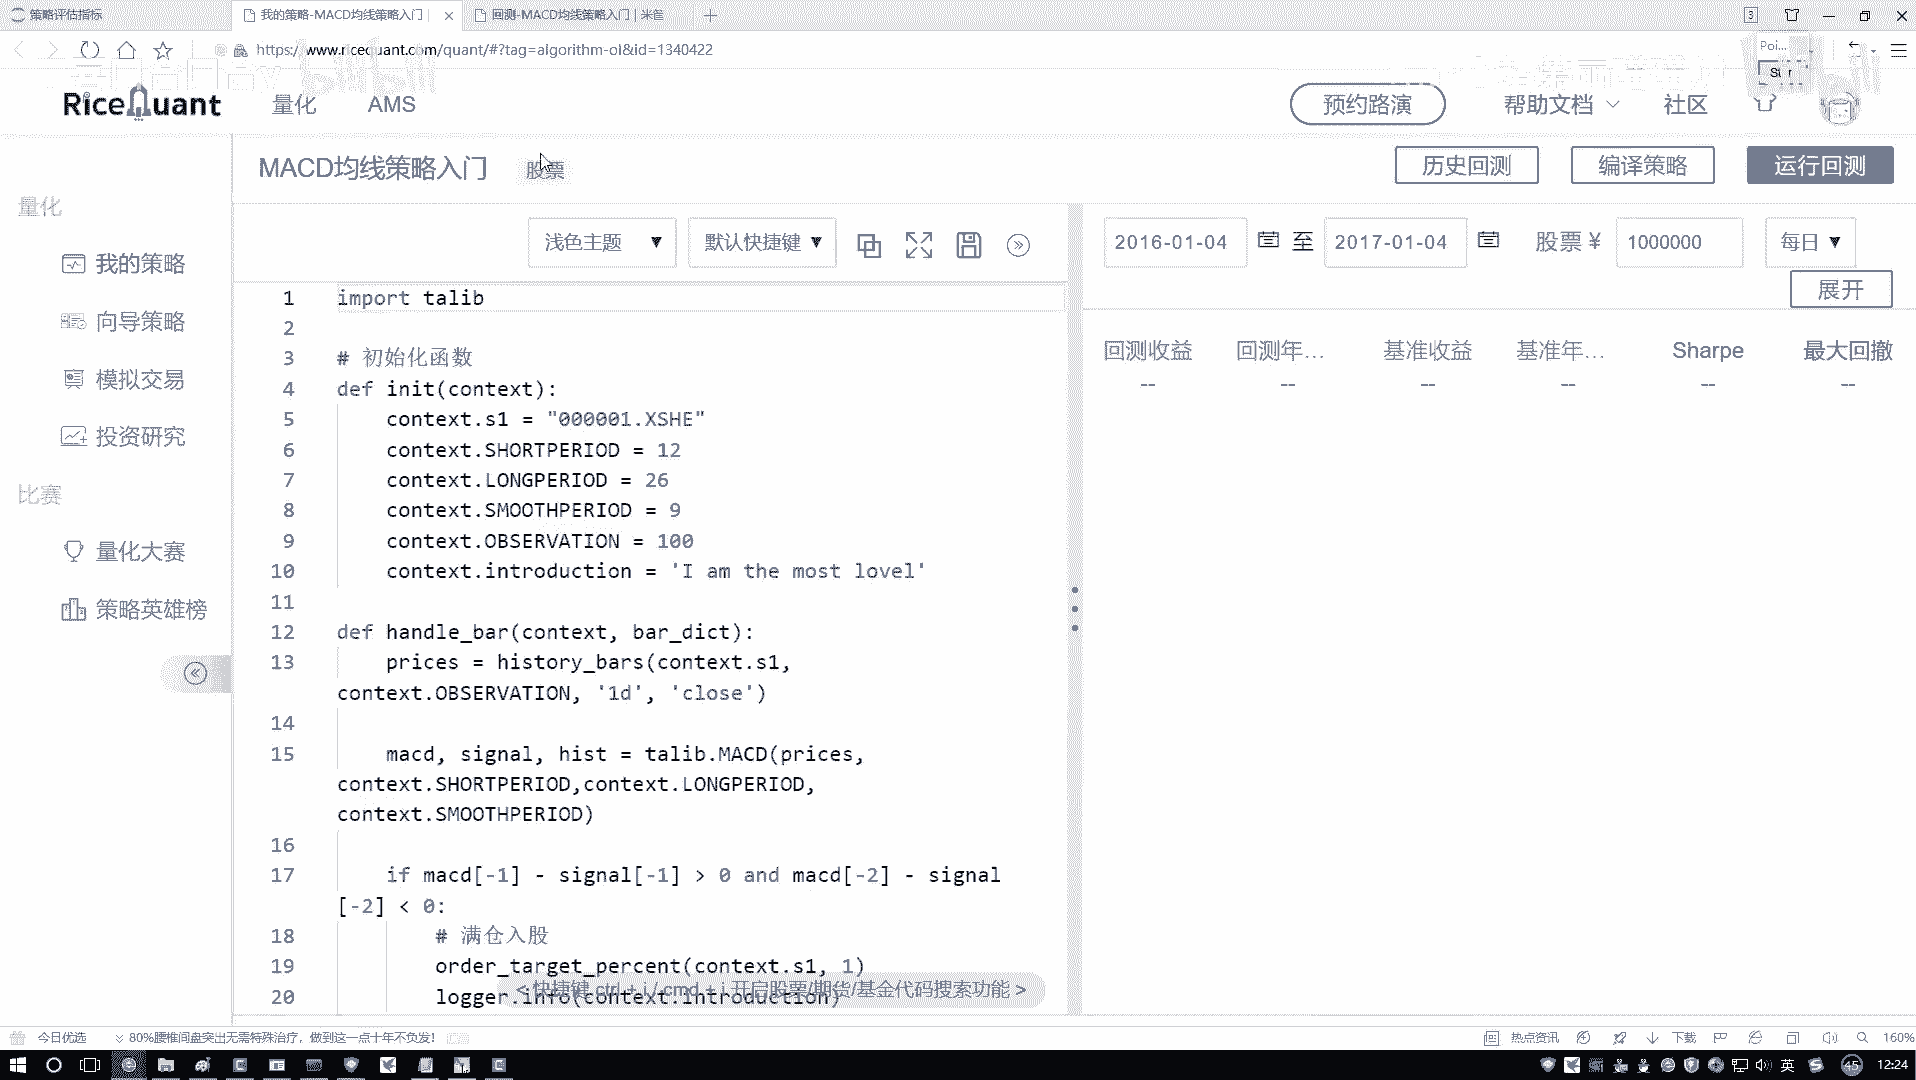 策略评估指标
我的策略-MACD均线策略入门
回测-MACD均线策略入门 | 米筐
3
https://www.ricequant.com/quant/#?tag=algorithm-ol&id=1340422
Poi...
RiceQuant
量化
AMS
预约路演
帮助文档
社区
MACD均线策略入门
股票
历史回测
编译策略
运行回测
量化
我的策略
向导策略
模拟交易
投资研究
比赛
量化大赛
策略英雄榜
浅色主题
默认快捷键
2016-01-04
至
2017-01-04
股票 ¥
1000000
每日
展开
回测收益
回测年...
基准收益
基准年...
Sharpe
最大回撤
--
--
--
--
--
--
1 import talib
2
3 # 初始化函数
4 def init(context):
5 context.s1 = "000001.XSHE"
6 context.SHORTPERIOD = 12
7 context.LONGPERIOD = 26
8 context.SMOOTHPERIOD = 9
9 context.OBSERVATION = 100
10 context.introduction = 'I am the most lovel'
11
12 def handle_bar(context, bar_dict):
13 prices = history_bars(context.s1,
context.OBSERVATION, '1d', 'close')
14
15 macd, signal, hist = talib.MACD(prices,
context.SHORTPERIOD,context.LONGPERIOD,
context.SMOOTHPERIOD)
16
17 if macd[-1] - signal[-1] > 0 and macd[-2] - signal
[-2] < 0:
18 # 满仓入股
19 order_target_percent(context.s1, 1)
20 logger.info(context.introduction)
< 快捷键 ctrl + i / cmd + i 开启股票/期货/基金代码搜索功能 >
今日优选
80%腰椎间盘突出无需特殊治疗，做到这一点十年不负发!
热点资讯
下载
160%
英
45
12:24